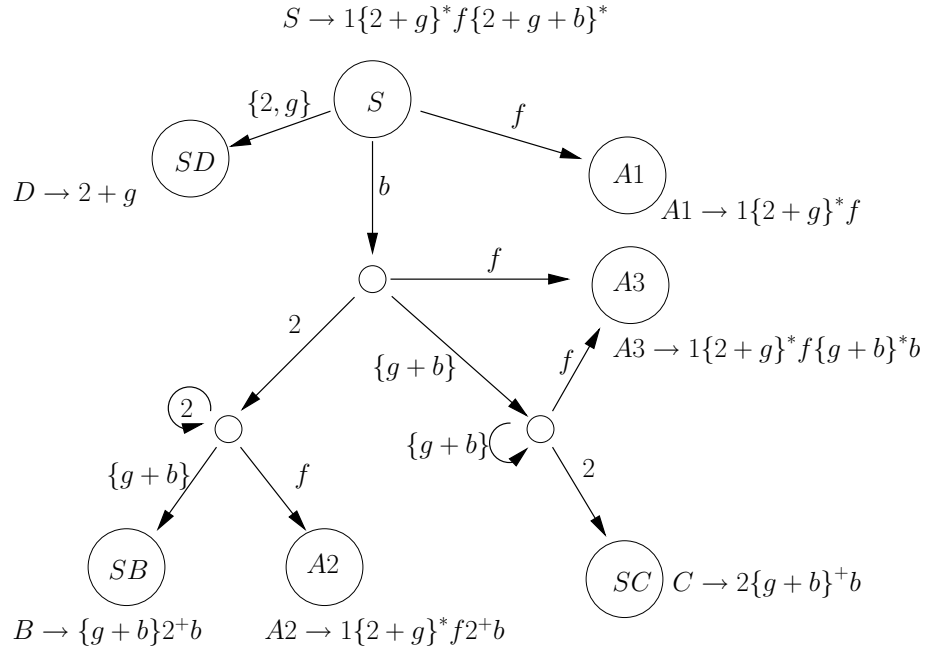 S → 1{2 + g}*f{2 + g + b}*
{2, g}
S
f
SD
A1
D → 2 + g
b
A1 → 1{2 + g}*f
f
A3
2
A3 → 1{2 + g}*f{g + b}*b
{g + b}
f
2
{g + b}
2
{g + b}
f
SB
A2
SC
C → 2{g + b}⁺b
B → {g + b}2⁺b
A2 → 1{2 + g}*f2⁺b